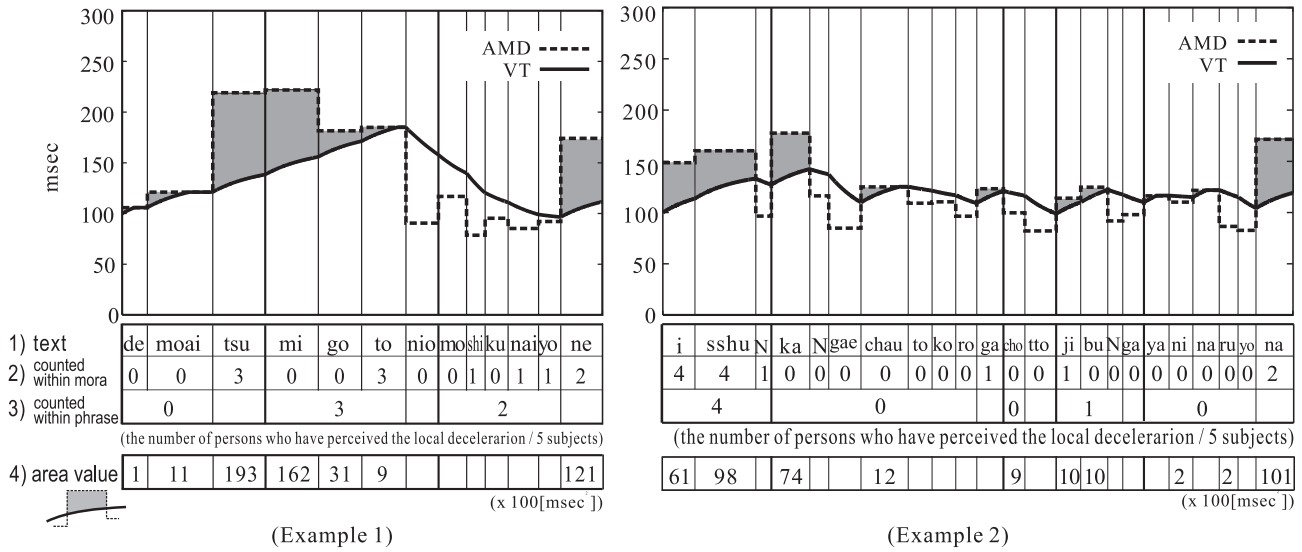 300
250
200
150
100
50
0
msec
AMD
VT
300
250
200
150
100
50
0
AMD
VT
1) text
de moai tsu mi go to nio mo shi ku nai yo ne
2) counted within mora
0 0 3 0 0 3 0 0 1 0 1 1 2
3) counted within phrase
0 3 2
(the number of persons who have perceived the local decelerarion / 5 subjects)
4) area value
1 11 193 162 31 9 121
(x 100[msec²])
(Example 1)
i sshu N ka N gae chau to ko ro ga cho tto ji bu N ga ya ni na ru yo na
4 4 1 0 0 0 0 0 0 0 1 0 0 1 0 0 0 0 0 0 0 0 2
4 0 0 1 0
(the number of persons who have perceived the local decelerarion / 5 subjects)
61 98 74 12 9 10 10 2 2 101
(x 100[msec²])
(Example 2)